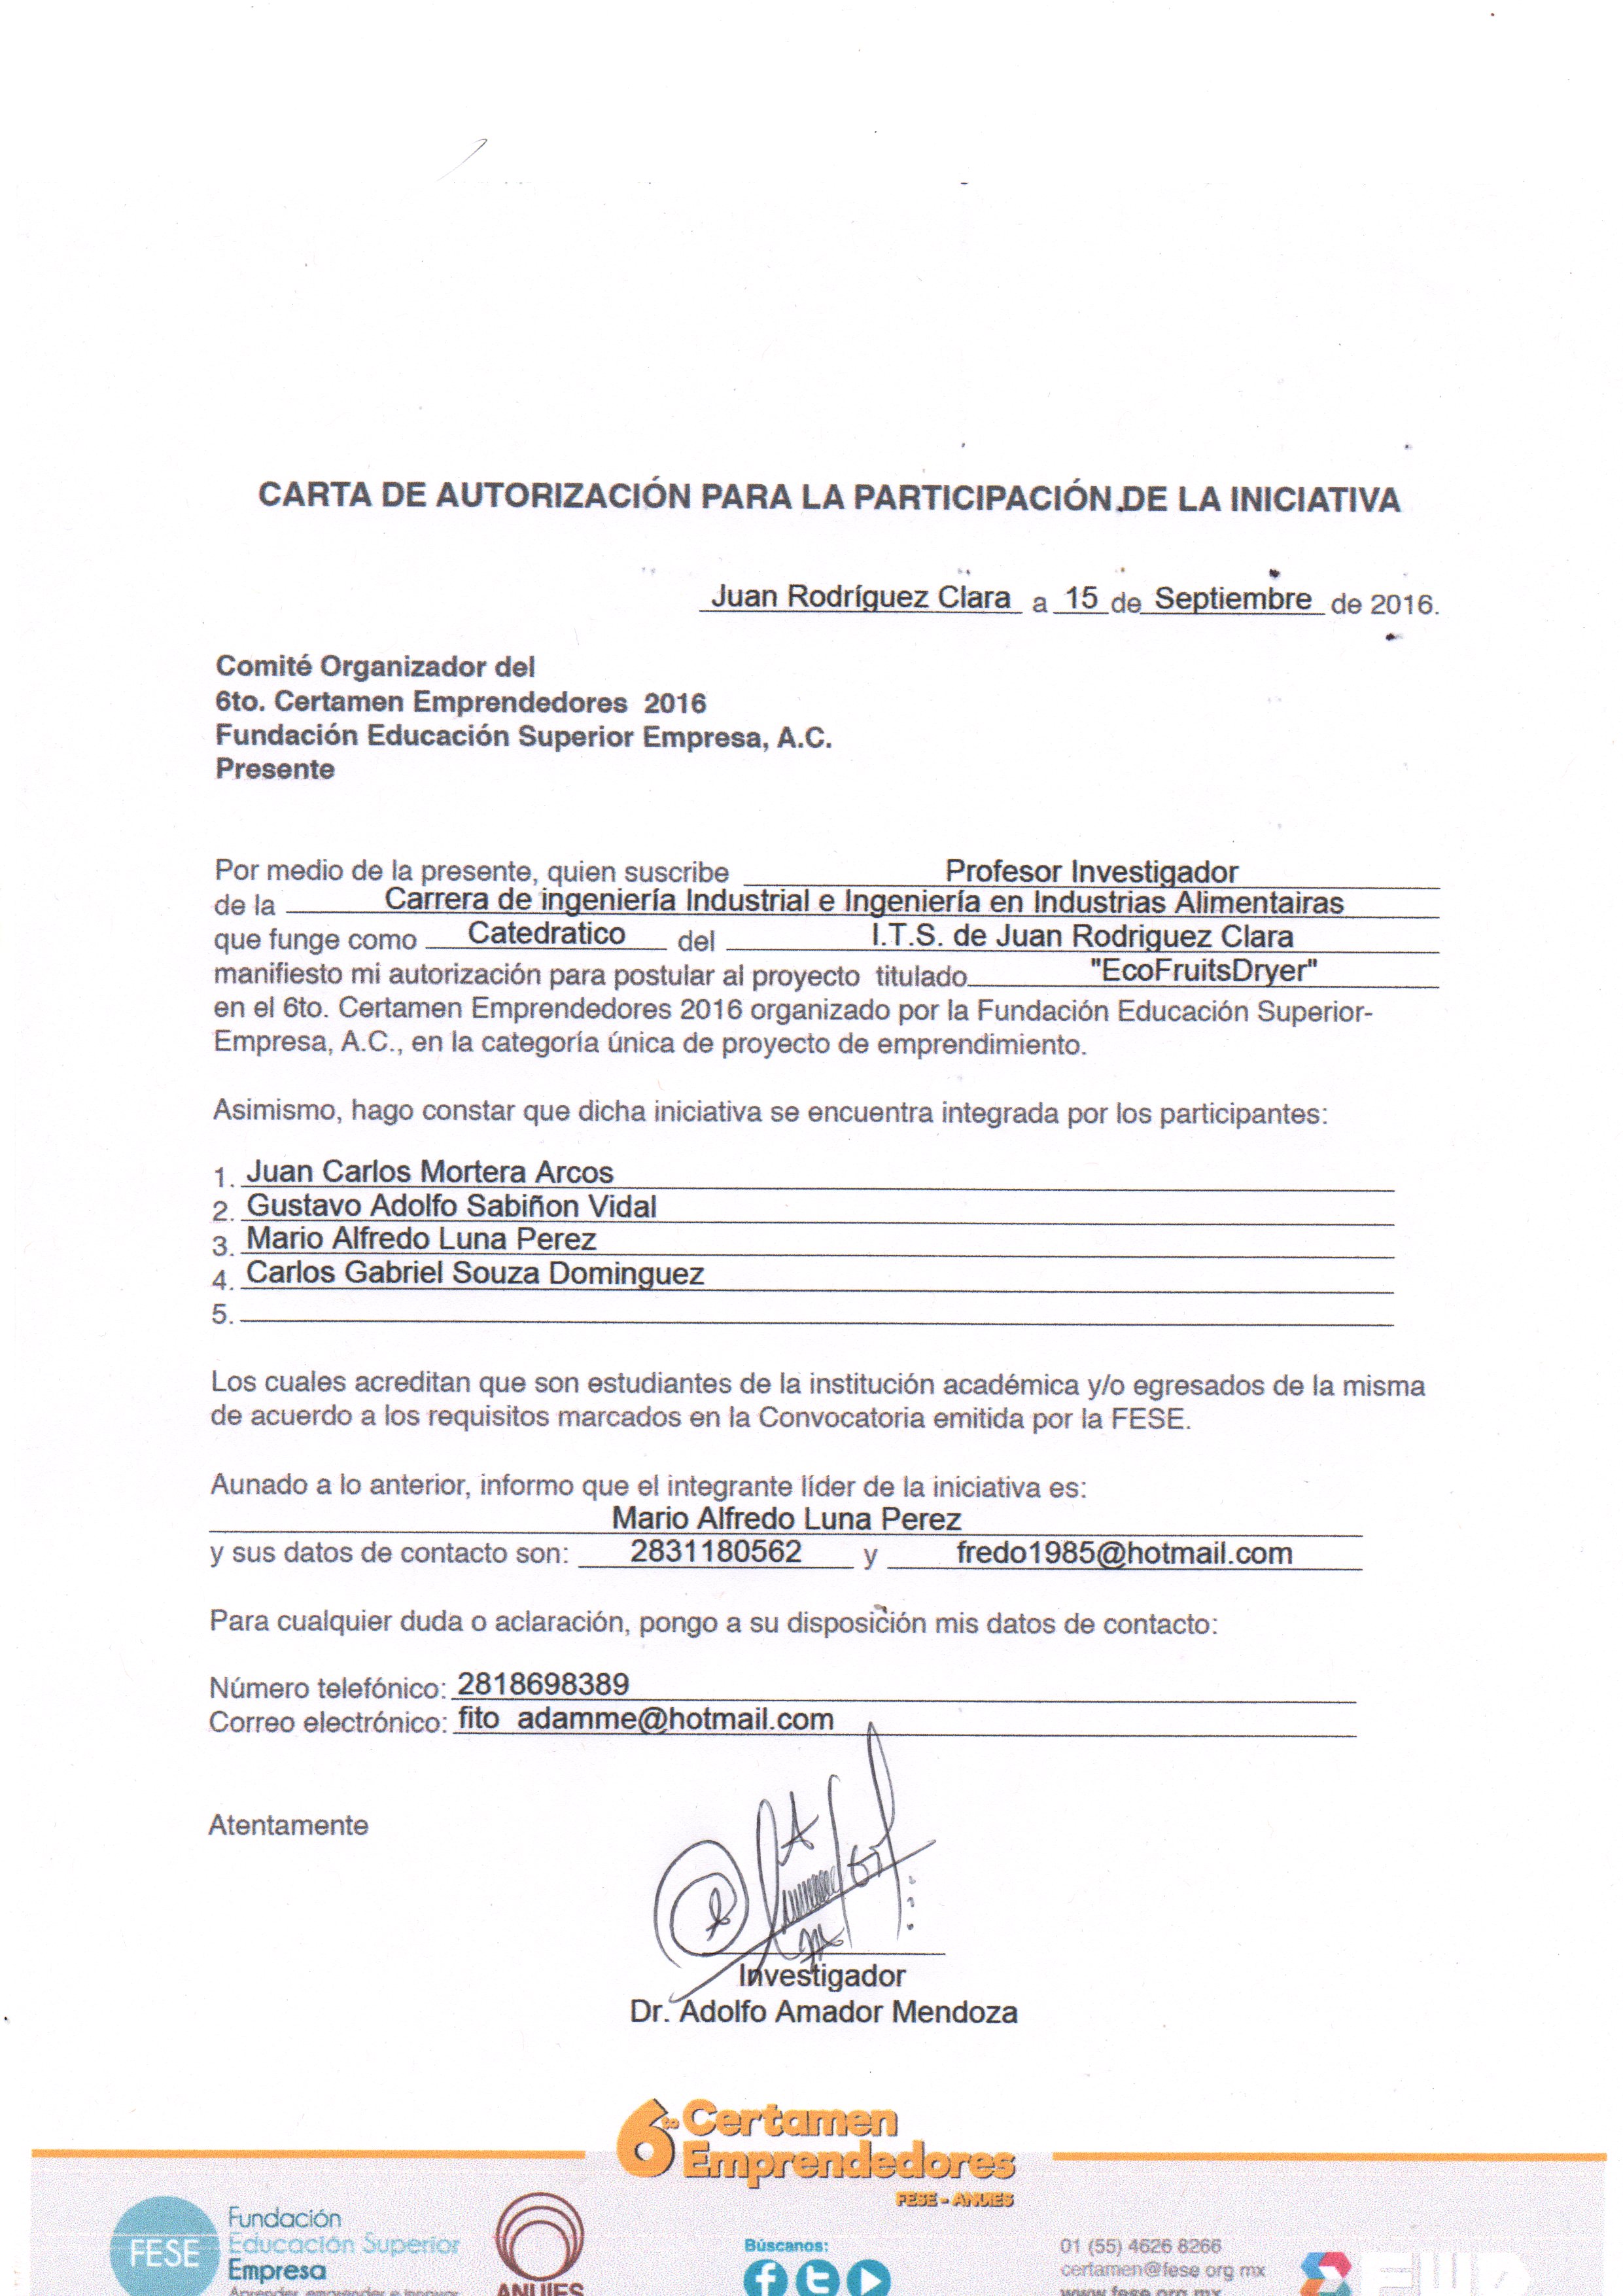 CARTA DE AUTORIZACIÓN PARA LA PARTICIPACIÓN DE LA INICIATIVA
Juan Rodríguez Clara a 15 de Septiembre de 2016.
Comité Organizador del
6to. Certamen Emprendedores 2016
Fundación Educación Superior Empresa, A.C.
Presente
Por medio de la presente, quien suscribe Profesor Investigador
de la Carrera de ingeniería Industrial e Ingeniería en Industrias Alimentairas
que funge como Catedratico del I.T.S. de Juan Rodriguez Clara
manifiesto mi autorización para postular al proyecto titulado "EcoFruitsDryer"
en el 6to. Certamen Emprendedores 2016 organizado por la Fundación Educación Superior-
Empresa, A.C., en la categoría única de proyecto de emprendimiento.
Asimismo, hago constar que dicha iniciativa se encuentra integrada por los participantes:
1. Juan Carlos Mortera Arcos
2. Gustavo Adolfo Sabiñon Vidal
3. Mario Alfredo Luna Perez
4. Carlos Gabriel Souza Dominguez
5.
Los cuales acreditan que son estudiantes de la institución académica y/o egresados de la misma
de acuerdo a los requisitos marcados en la Convocatoria emitida por la FESE.
Aunado a lo anterior, informo que el integrante líder de la iniciativa es:
Mario Alfredo Luna Perez
y sus datos de contacto son: 2831180562 y fredo1985@hotmail.com
Para cualquier duda o aclaración, pongo a su disposición mis datos de contacto:
Número telefónico: 2818698389
Correo electrónico: fito_adamme@hotmail.com
Atentamente
Investigador
Dr. Adolfo Amador Mendoza
6to Certamen
Emprendedores
FESE - ANUIES
FESE
Fundación
Educación Superior
Empresa
Aprender, emprender e innovar
ANUIES
Búscanos:
01 (55) 4626 8266
certamen@fese.org.mx
www.fese.org.mx